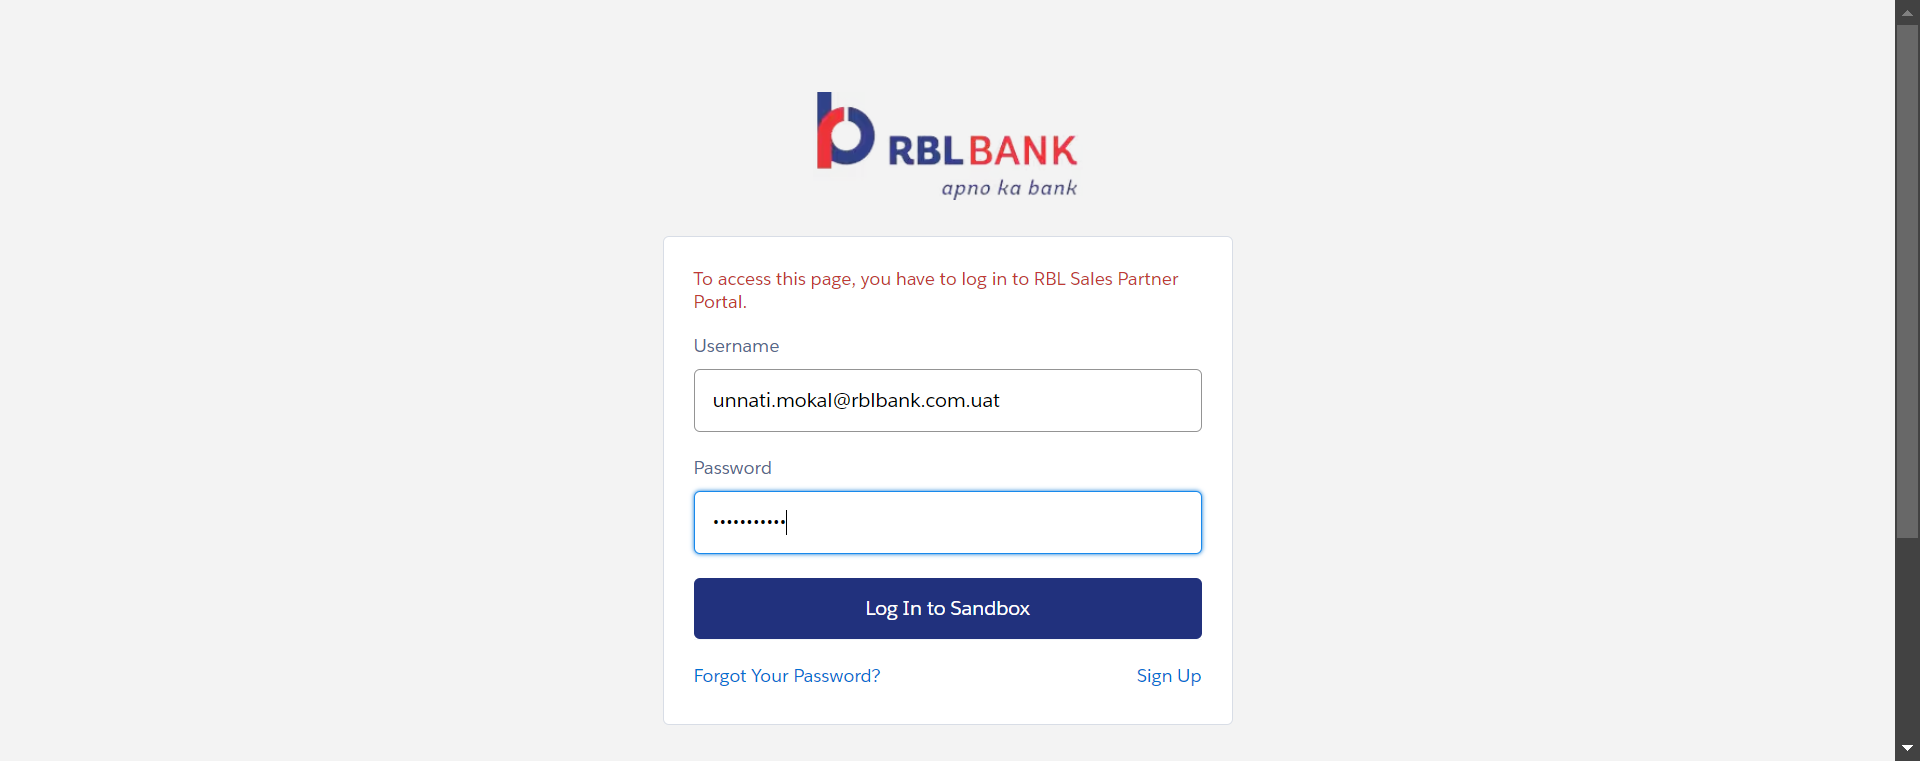 RBL BANK
apno ka bank
To access this page, you have to log in to RBL Sales Partner
Portal.
Username
unnati.mokal@rblbank.com.uat
Password
•••••••••••
Log In to Sandbox
Forgot Your Password? Sign Up